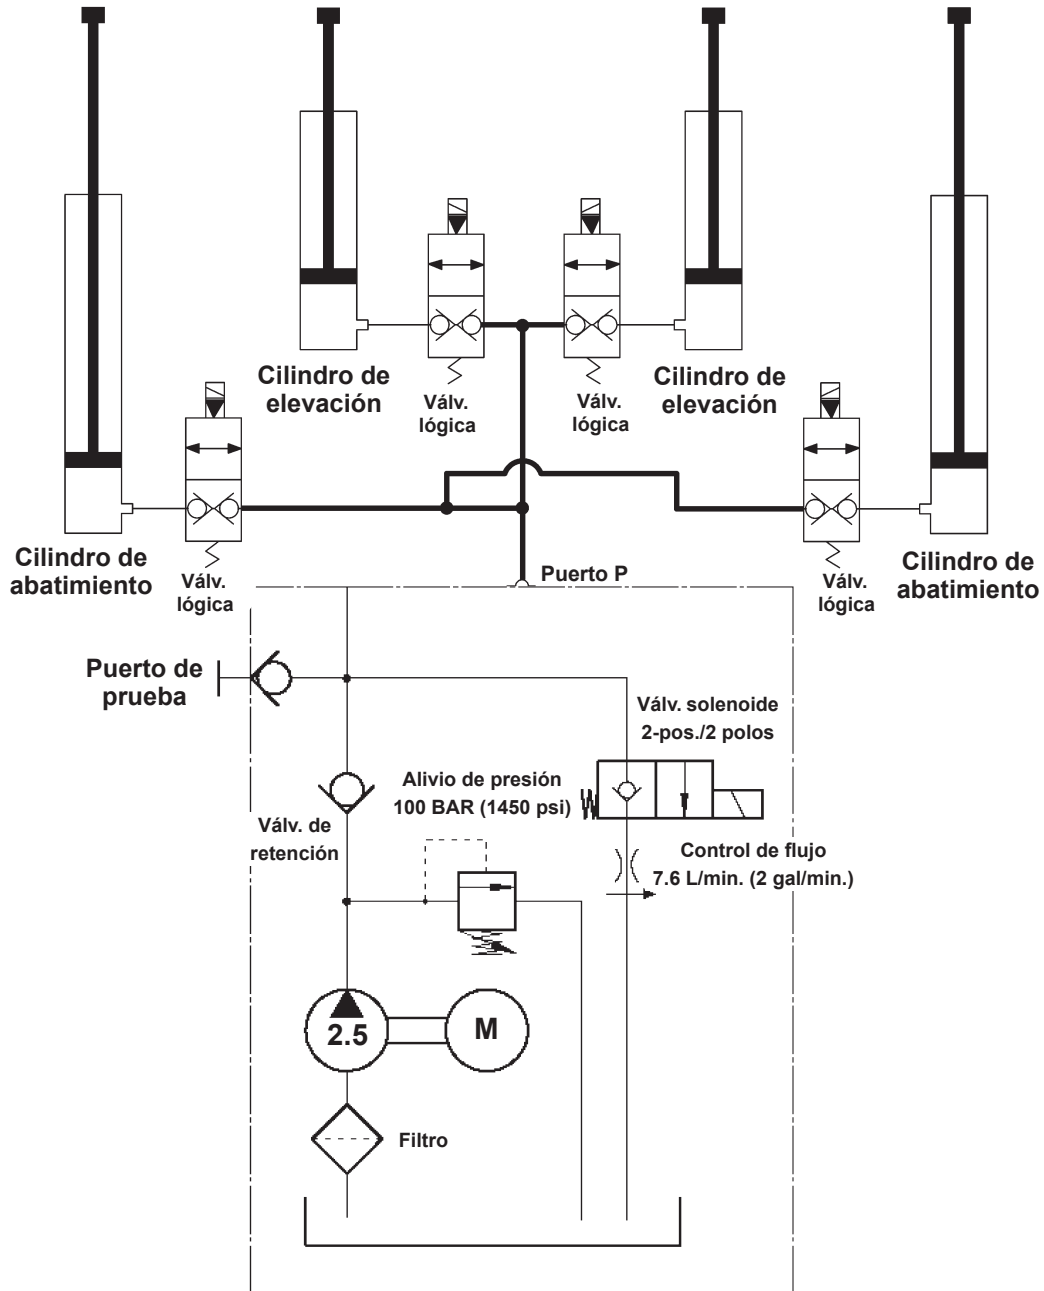 Cilindro de
elevación
Cilindro de
elevación
Válv.
lógica
Válv.
lógica
Cilindro de
abatimiento
Válv.
lógica
Puerto P
Válv.
lógica
Cilindro de
abatimiento
Puerto de
prueba
Válv. solenoide
2-pos./2 polos
Alivio de presión
100 BAR (1450 psi)
Válv. de
retención
Control de flujo
7.6 L/min. (2 gal/min.)
2.5
M
Filtro